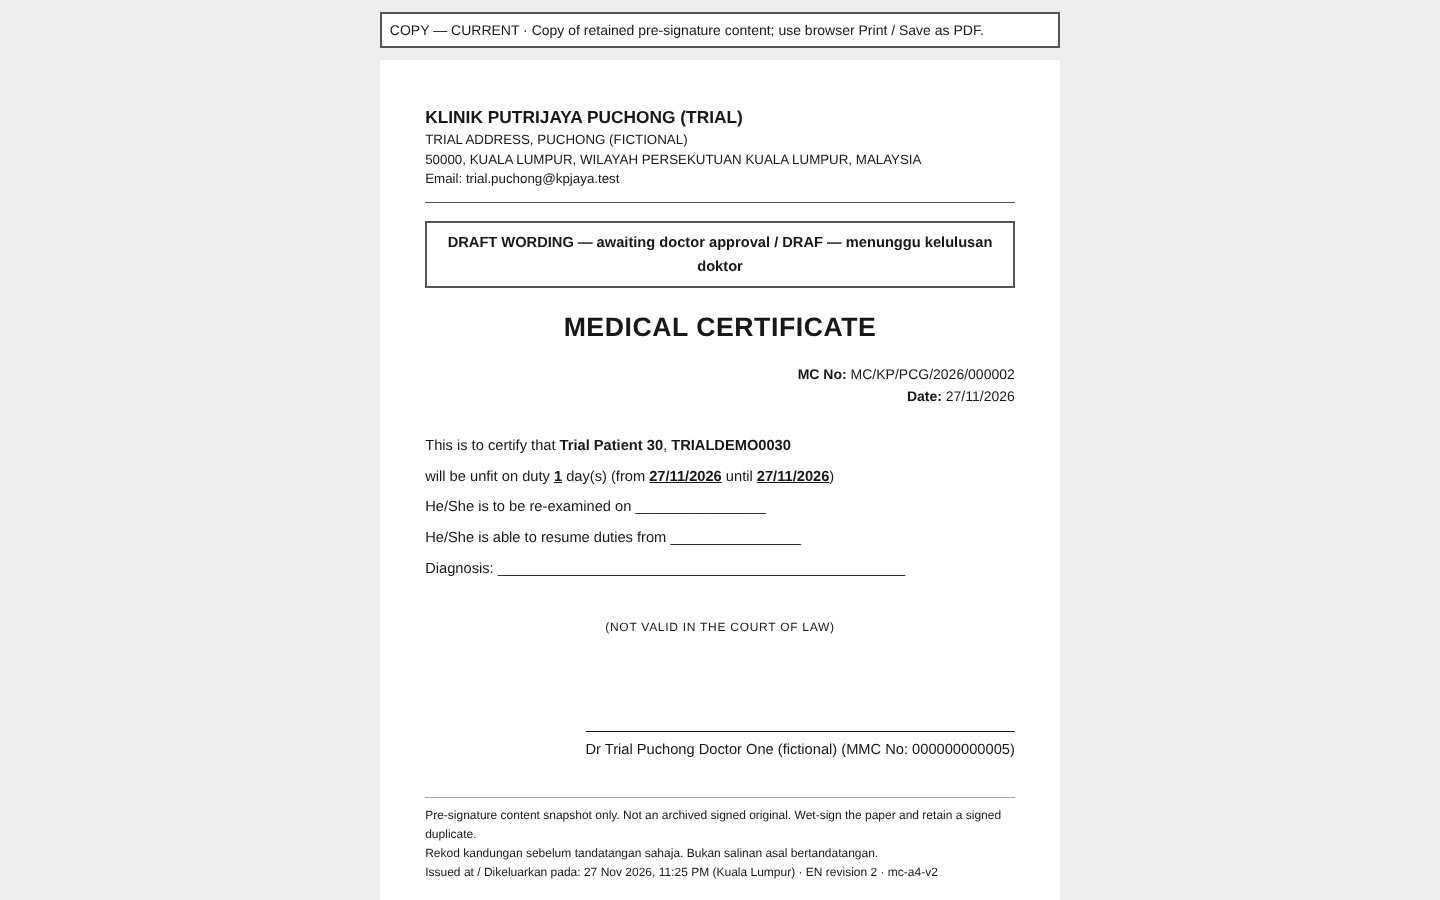 COPY — CURRENT · Copy of retained pre-signature content; use browser Print / Save as PDF.
KLINIK PUTRIJAYA PUCHONG (TRIAL)
TRIAL ADDRESS, PUCHONG (FICTIONAL)
50000, KUALA LUMPUR, WILAYAH PERSEKUTUAN KUALA LUMPUR, MALAYSIA
Email: trial.puchong@kpjaya.test
DRAFT WORDING — awaiting doctor approval / DRAF — menunggu kelulusan
doktor
MEDICAL CERTIFICATE
MC No: MC/KP/PCG/2026/000002
Date: 27/11/2026
This is to certify that Trial Patient 30, TRIALDEMO0030
will be unfit on duty 1 day(s) (from 27/11/2026 until 27/11/2026)
He/She is to be re-examined on ________________
He/She is able to resume duties from ________________
Diagnosis: __________________________________________________
(NOT VALID IN THE COURT OF LAW)
Dr Trial Puchong Doctor One (fictional) (MMC No: 000000000005)
Pre-signature content snapshot only. Not an archived signed original. Wet-sign the paper and retain a signed
duplicate.
Rekod kandungan sebelum tandatangan sahaja. Bukan salinan asal bertandatangan.
Issued at / Dikeluarkan pada: 27 Nov 2026, 11:25 PM (Kuala Lumpur) · EN revision 2 · mc-a4-v2